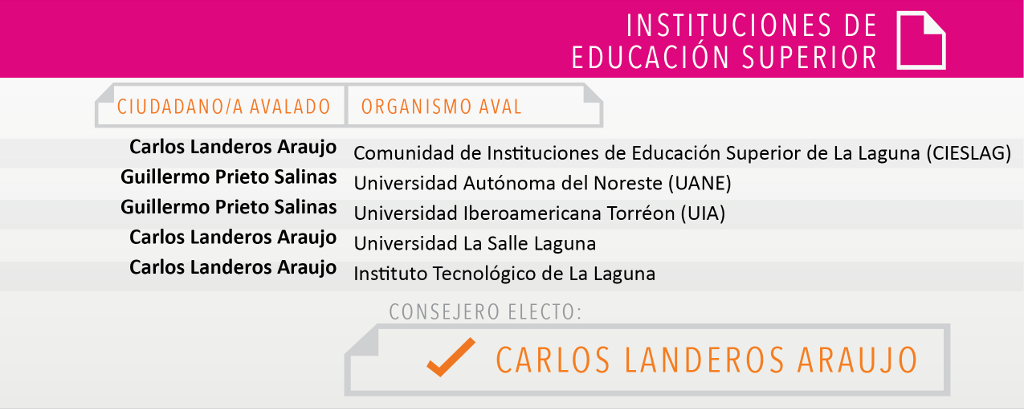 INSTITUCIONES DE
EDUCACIÓN SUPERIOR
CIUDADANO/A AVALADO ORGANISMO AVAL
Carlos Landeros Araujo Comunidad de Instituciones de Educación Superior de La Laguna (CIESLAG)
Guillermo Prieto Salinas Universidad Autónoma del Noreste (UANE)
Guillermo Prieto Salinas Universidad Iberoamericana Torréon (UIA)
Carlos Landeros Araujo Universidad La Salle Laguna
Carlos Landeros Araujo Instituto Tecnológico de La Laguna
CONSEJERO ELECTO:
CARLOS LANDEROS ARAUJO